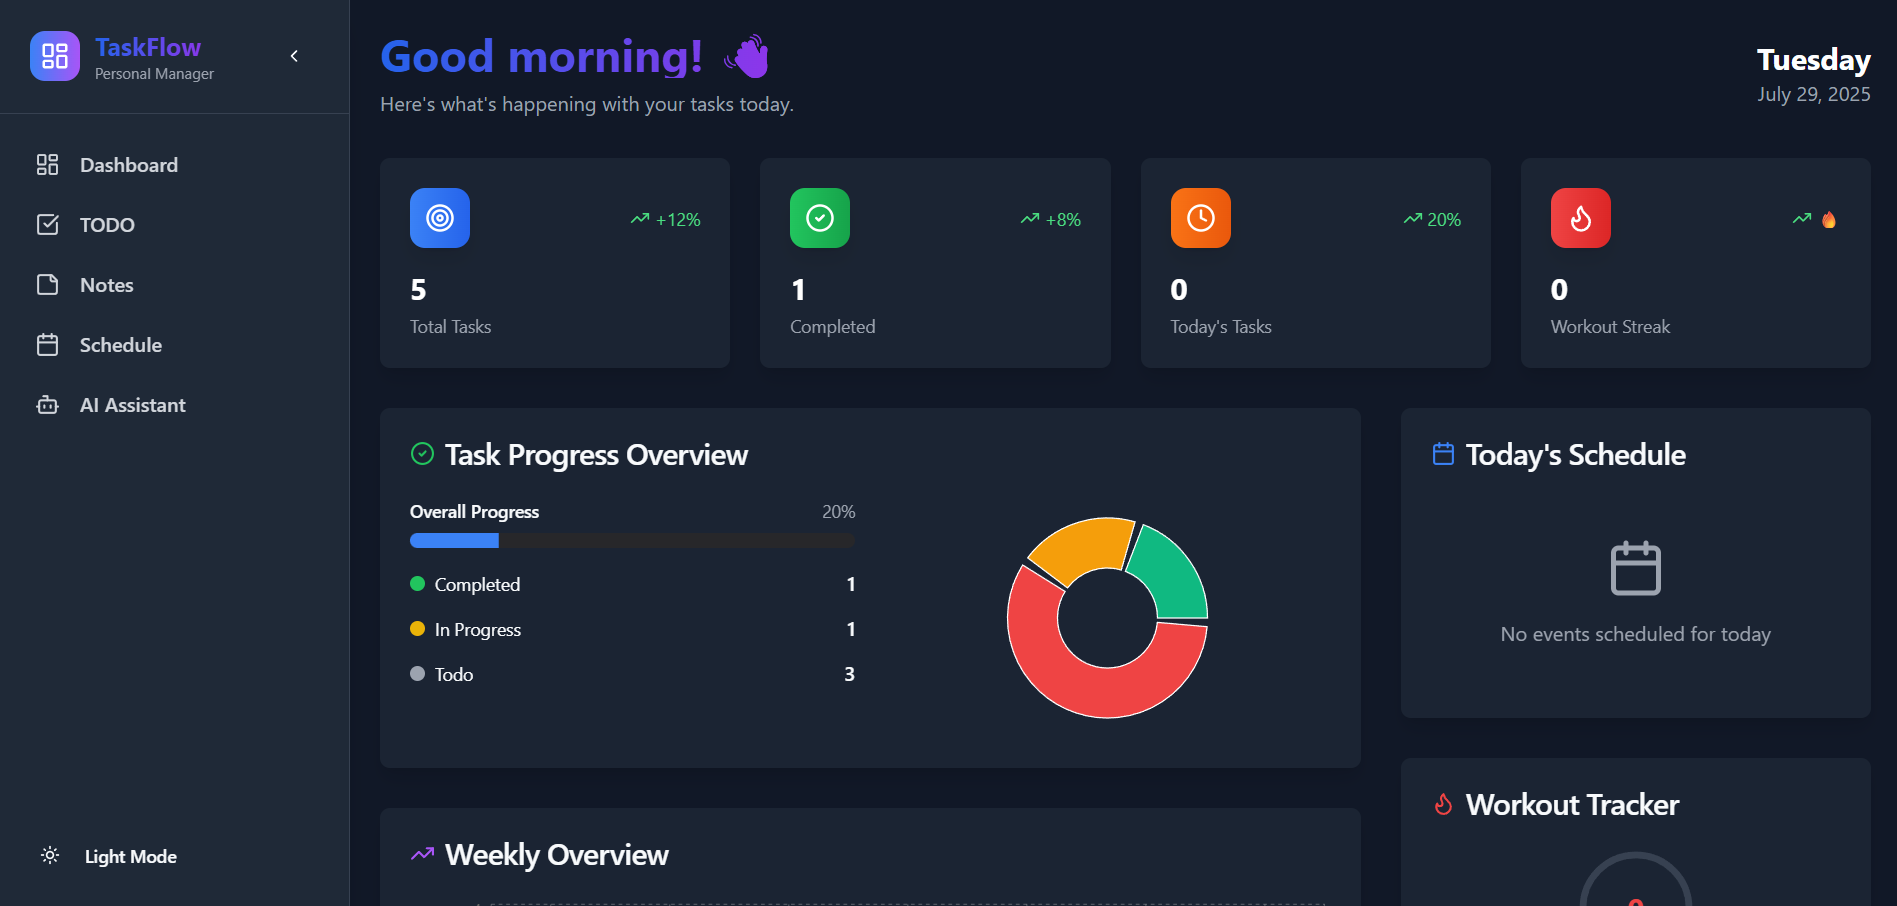 TaskFlow
Personal Manager
Dashboard
TODO
Notes
Schedule
AI Assistant
Light Mode
Good morning! 👋
Here's what's happening with your tasks today.
Tuesday
July 29, 2025
+12%
5
Total Tasks
+8%
1
Completed
20%
0
Today's Tasks
🔥
0
Workout Streak
Task Progress Overview
Overall Progress 20%
Completed 1
In Progress 1
Todo 3
Today's Schedule
No events scheduled for today
Weekly Overview
Workout Tracker